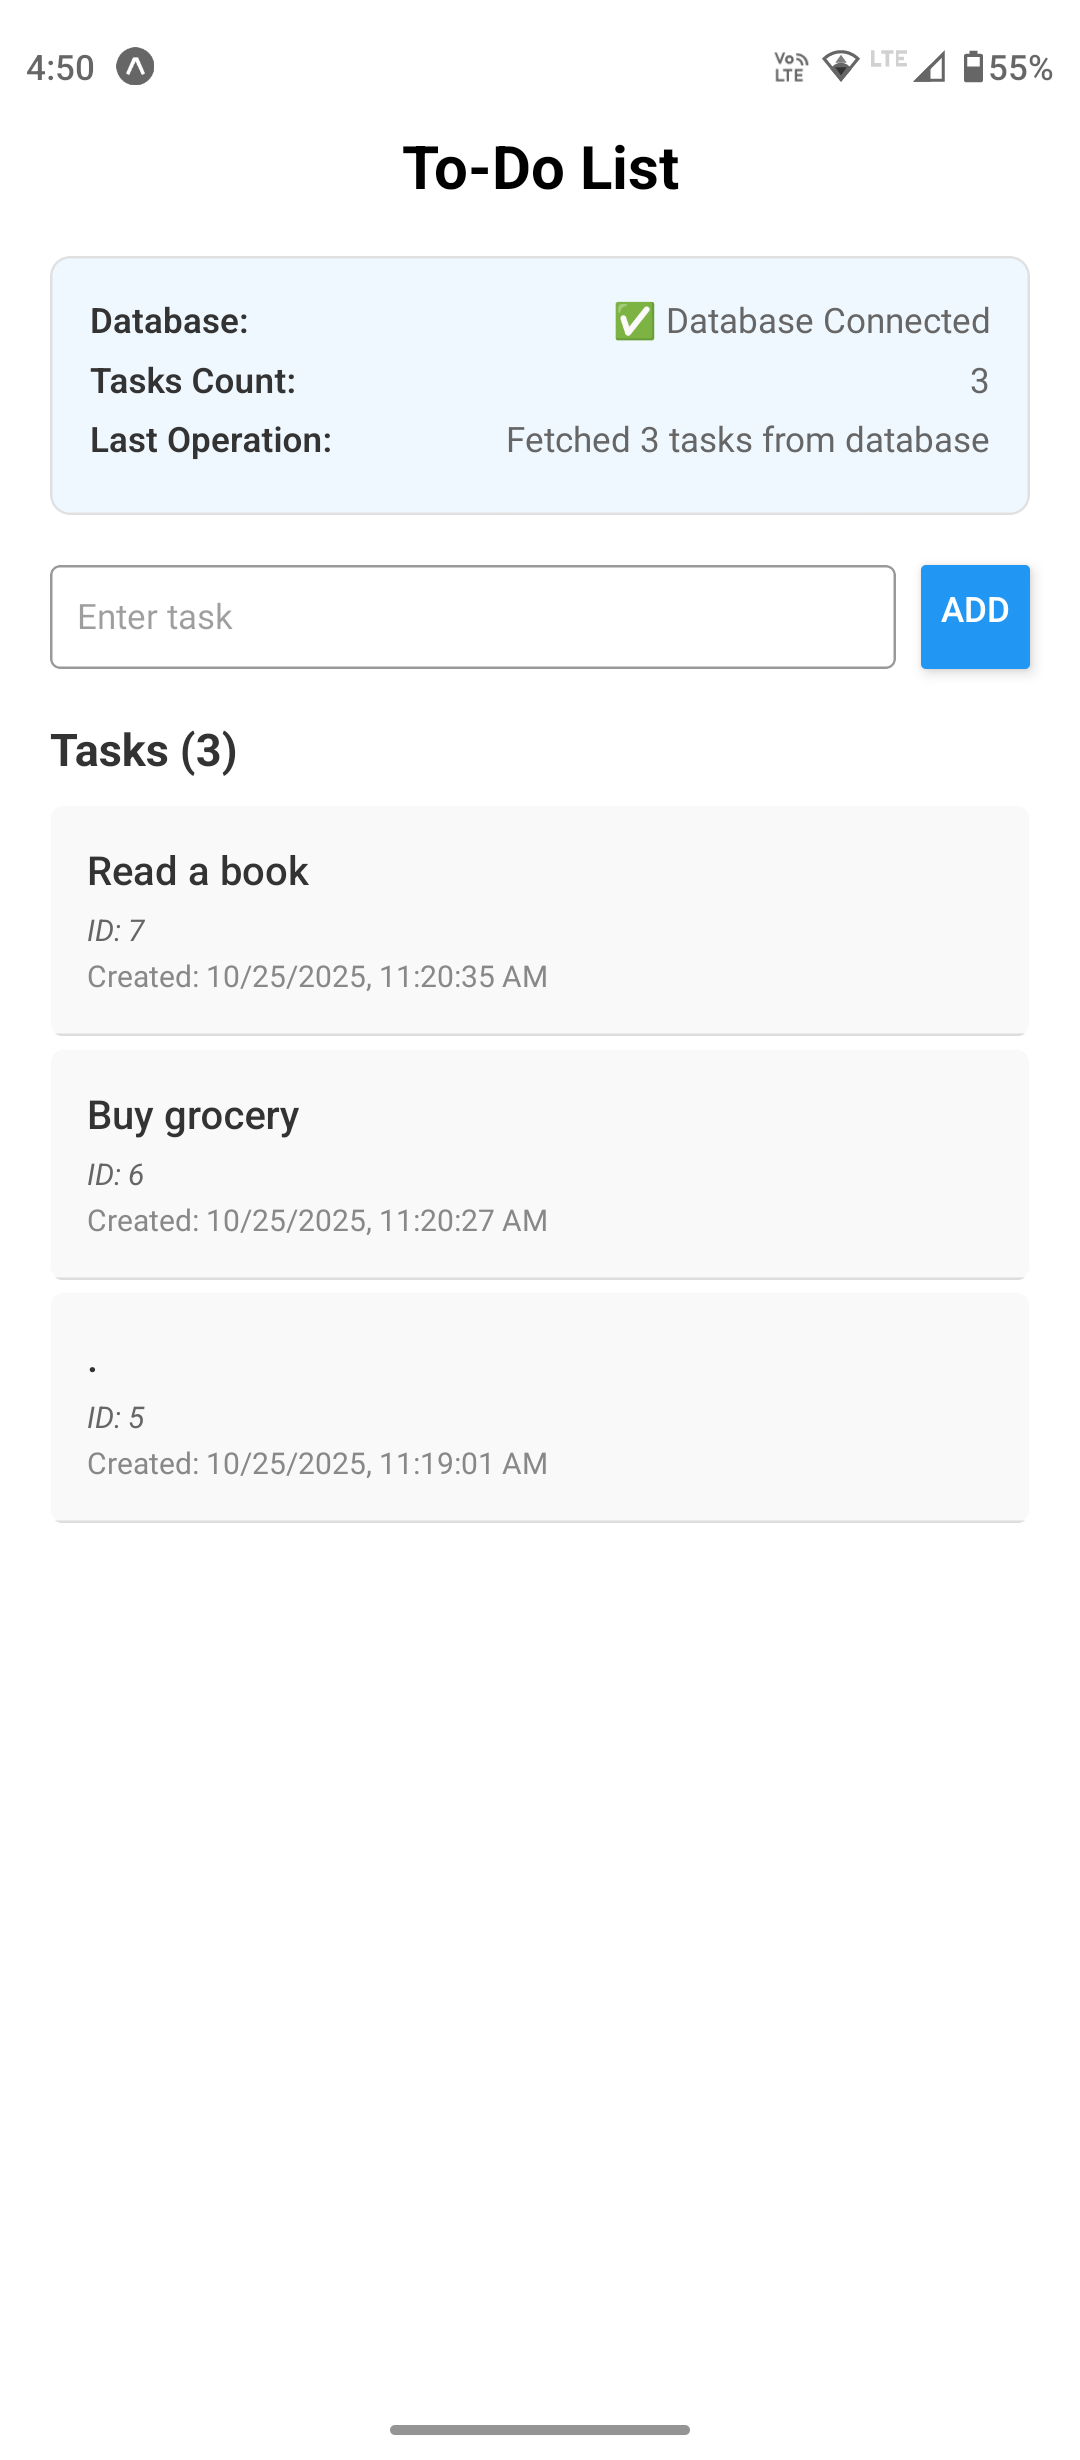 4:50
Vo LTE LTE 55%
To-Do List
Database: ✅ Database Connected
Tasks Count: 3
Last Operation: Fetched 3 tasks from database
Enter task
ADD
Tasks (3)
Read a book
ID: 7
Created: 10/25/2025, 11:20:35 AM
Buy grocery
ID: 6
Created: 10/25/2025, 11:20:27 AM
.
ID: 5
Created: 10/25/2025, 11:19:01 AM